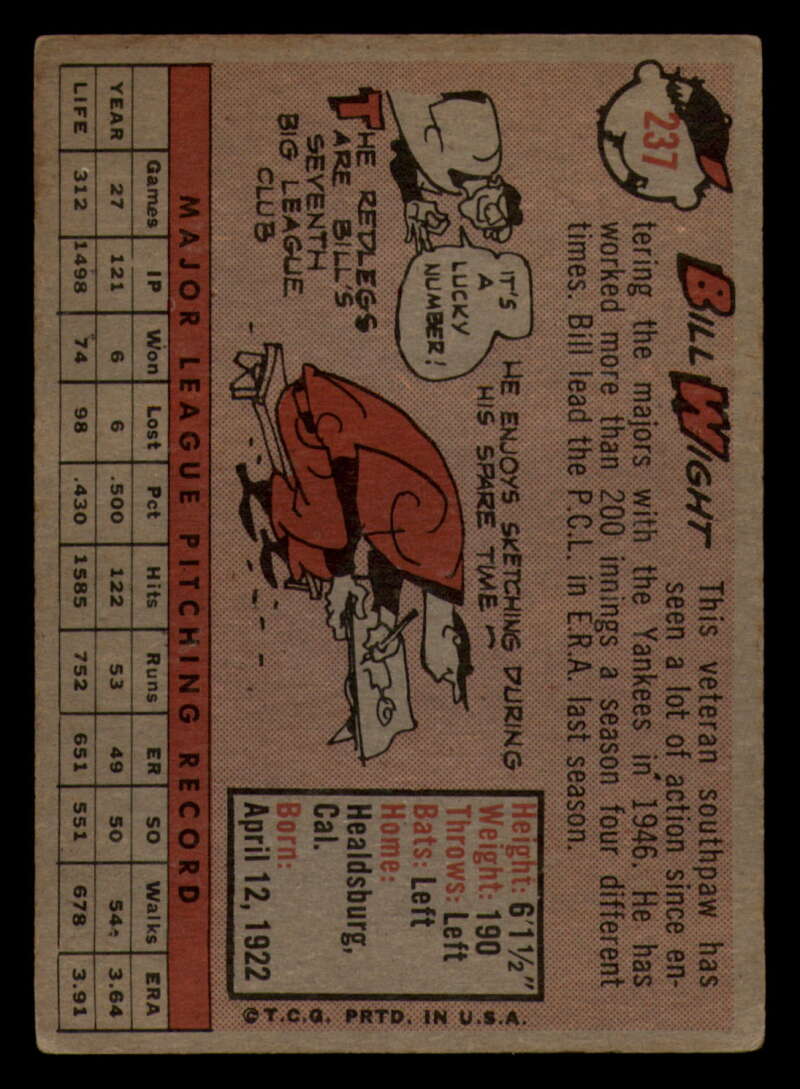 237
BILL WIGHT
This veteran southpaw has
seen a lot of action since en-
tering the majors with the Yankees in 1946. He has
worked more than 200 innings a season four different
times. Bill lead the P.C.L. in E.R.A. last season.
IT'S
A
LUCKY
NUMBER!
THE REDLEGS
ARE BILL'S
SEVENTH
BIG LEAGUE
CLUB
HE ENJOYS SKETCHING DURING
HIS SPARE TIME
Height: 6'1½"
Weight: 190
Throws: Left
Bats: Left
Home:
Healdsburg,
Cal.
Born:
April 12, 1922
©T.C.G. PRTD. IN U.S.A.
MAJOR LEAGUE PITCHING RECORD
Games IP Won Lost Pct Hits Runs ER SO Walks ERA
YEAR 27 121 6 6 .500 122 53 49 50 54 3.64
LIFE 312 1498 74 98 .430 1585 752 651 551 678 3.91